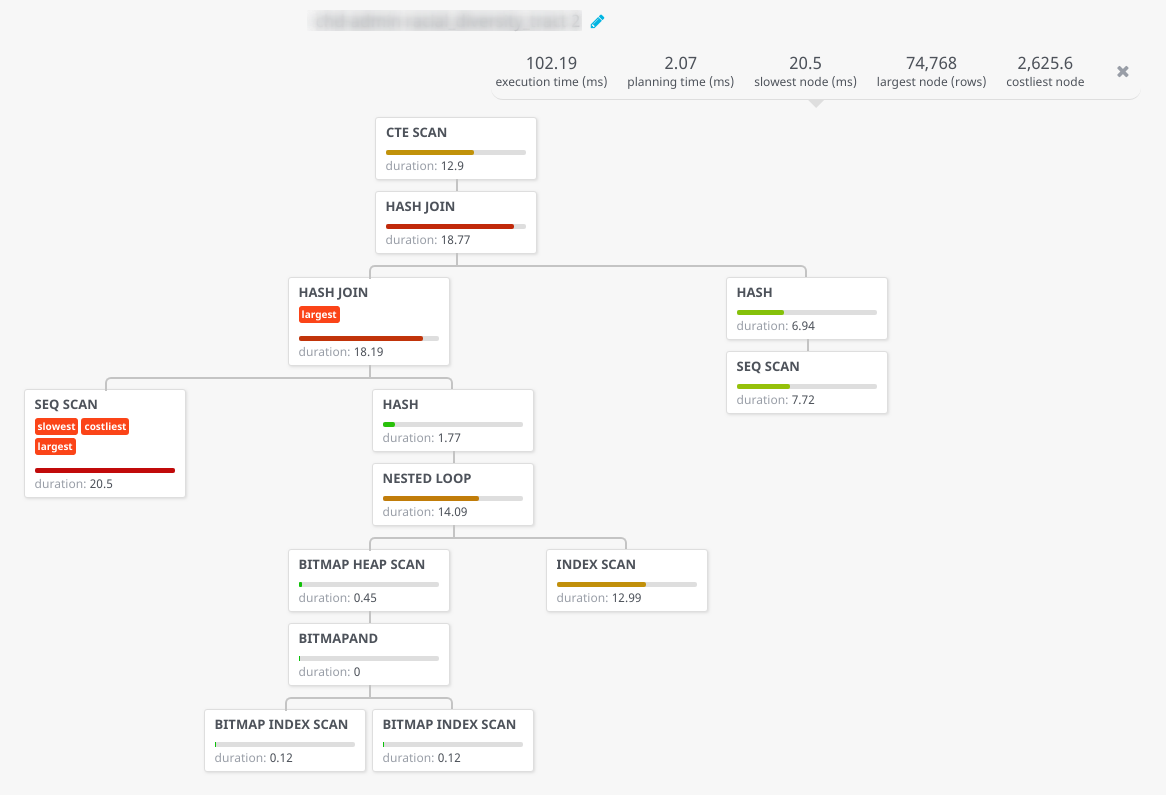 102.19 2.07 20.5 74,768 2,625.6
execution time (ms) planning time (ms) slowest node (ms) largest node (rows) costliest node
CTE SCAN
duration: 12.9
HASH JOIN
duration: 18.77
HASH JOIN
largest
duration: 18.19
HASH
duration: 6.94
SEQ SCAN
duration: 7.72
SEQ SCAN
slowest costliest
largest
duration: 20.5
HASH
duration: 1.77
NESTED LOOP
duration: 14.09
BITMAP HEAP SCAN
duration: 0.45
INDEX SCAN
duration: 12.99
BITMAPAND
duration: 0
BITMAP INDEX SCAN
duration: 0.12
BITMAP INDEX SCAN
duration: 0.12